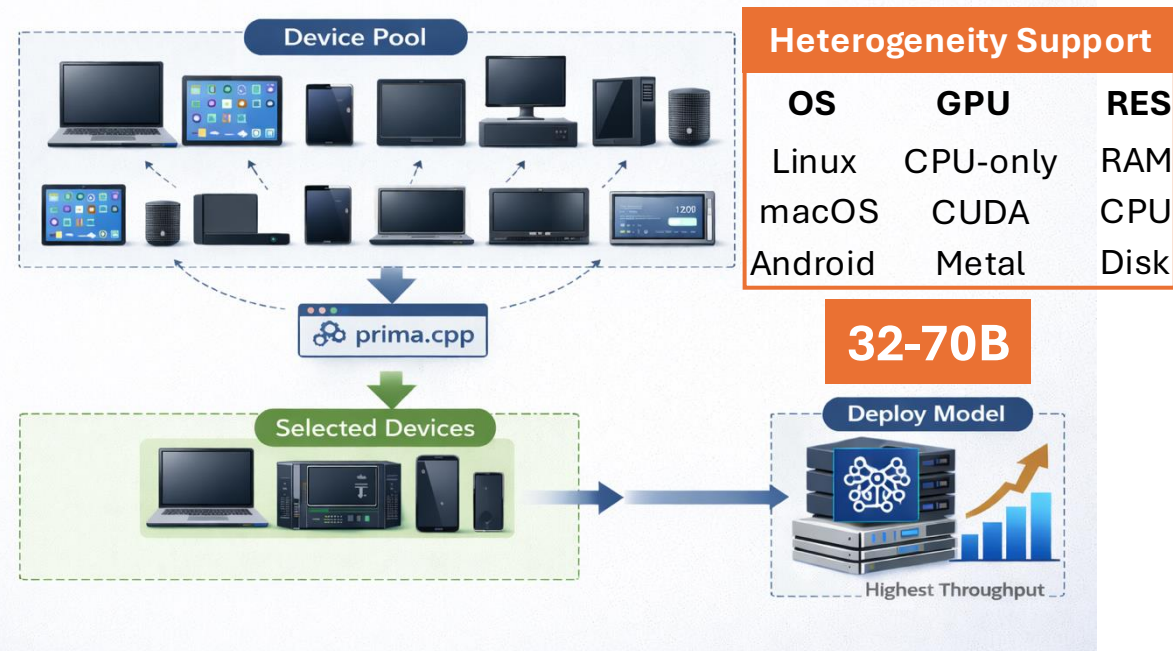 Device Pool
Heterogeneity Support
OS GPU RES
Linux CPU-only RAM
macOS CUDA CPU
Android Metal Disk
1200
prima.cpp
32-70B
Selected Devices
Deploy Model
Highest Throughput